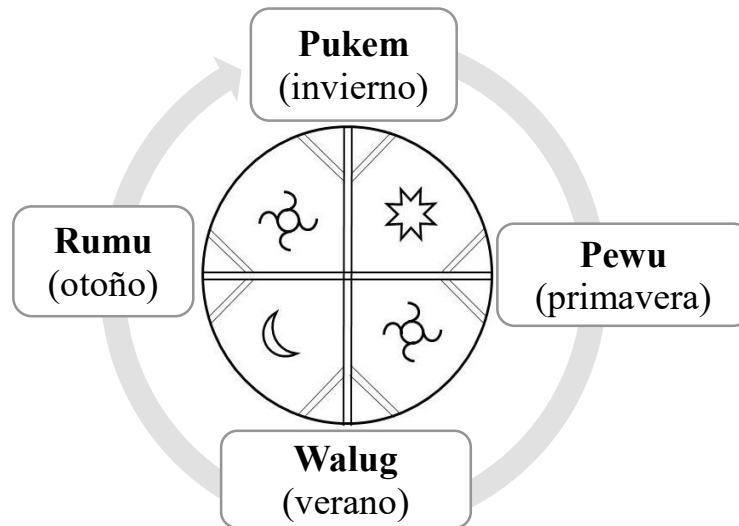 Pukem
(invierno)
Rumu
(otoño)
Pewu
(primavera)
Walug
(verano)